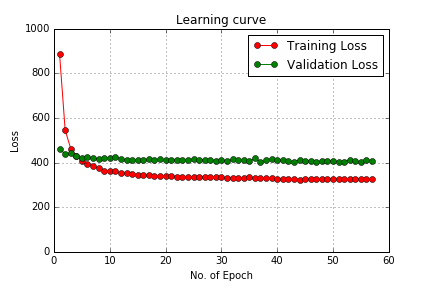 Learning curve
1000
800
600
400
200
0
Loss
Training Loss
Validation Loss
0 10 20 30 40 50 60
No. of Epoch